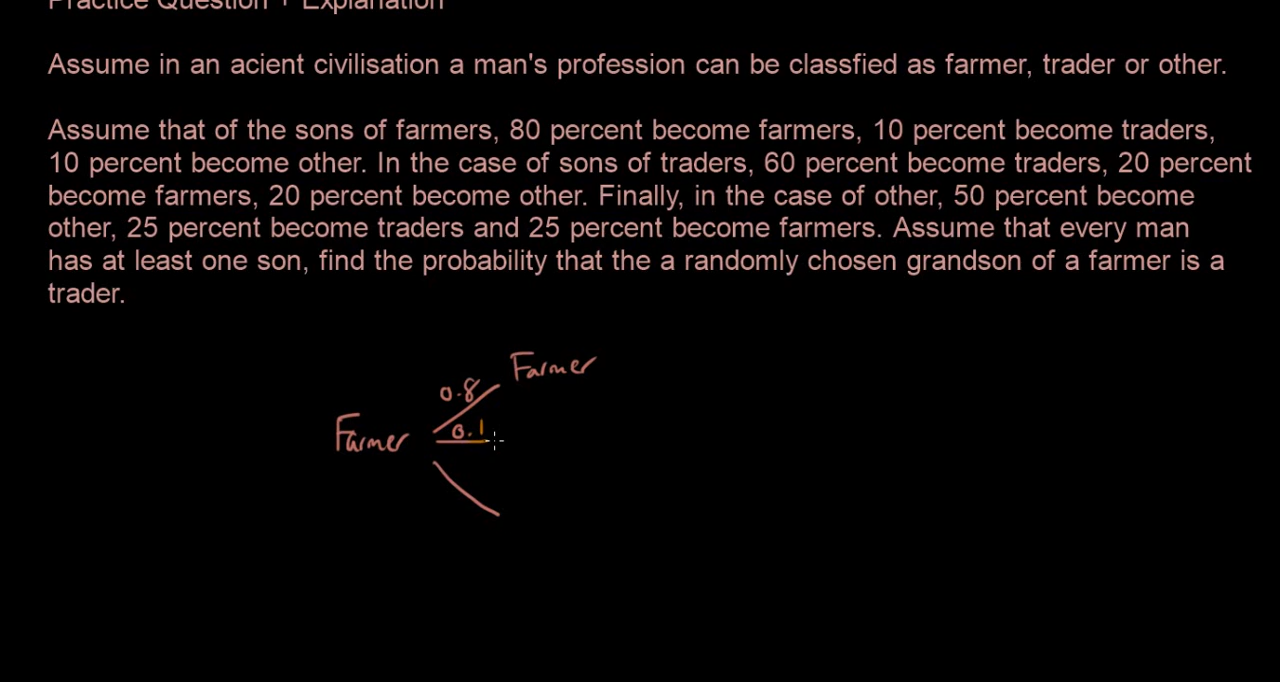 Practice Question + Explanation
Assume in an acient civilisation a man's profession can be classfied as farmer, trader or other.
Assume that of the sons of farmers, 80 percent become farmers, 10 percent become traders,
10 percent become other. In the case of sons of traders, 60 percent become traders, 20 percent
become farmers, 20 percent become other. Finally, in the case of other, 50 percent become
other, 25 percent become traders and 25 percent become farmers. Assume that every man
has at least one son, find the probability that the a randomly chosen grandson of a farmer is a
trader.
Farmer
0.8
0.1
Farmer